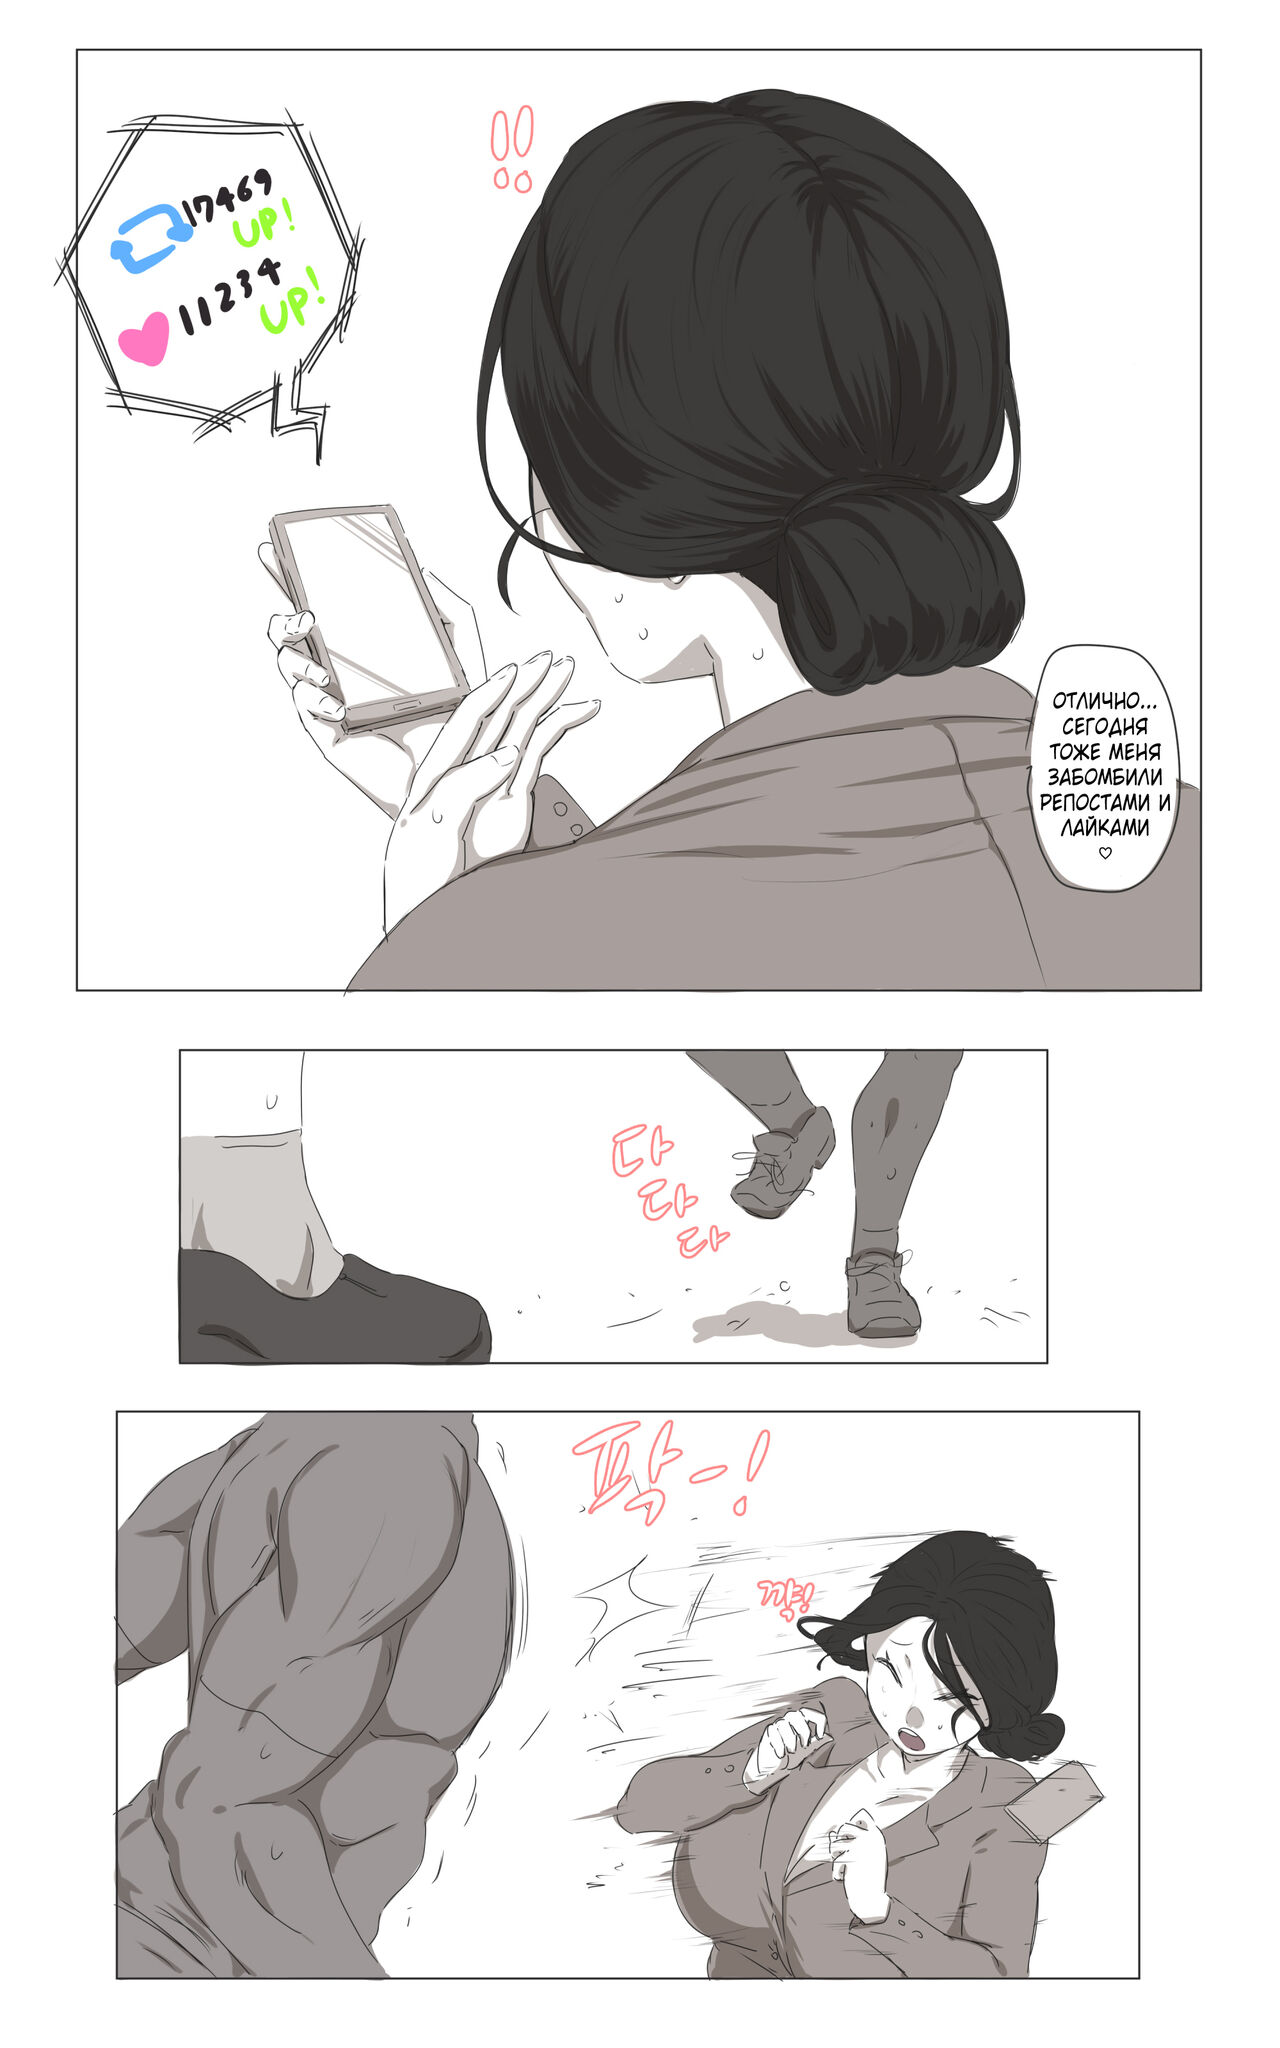 !!
17469
UP!
11234
UP!
ОТЛИЧНО...
СЕГОДНЯ
ТОЖЕ МЕНЯ
ЗАБОМБИЛИ
РЕПОСТАМИ И
ЛАЙКАМИ
♡
다
다
다
팍-!
꺅!